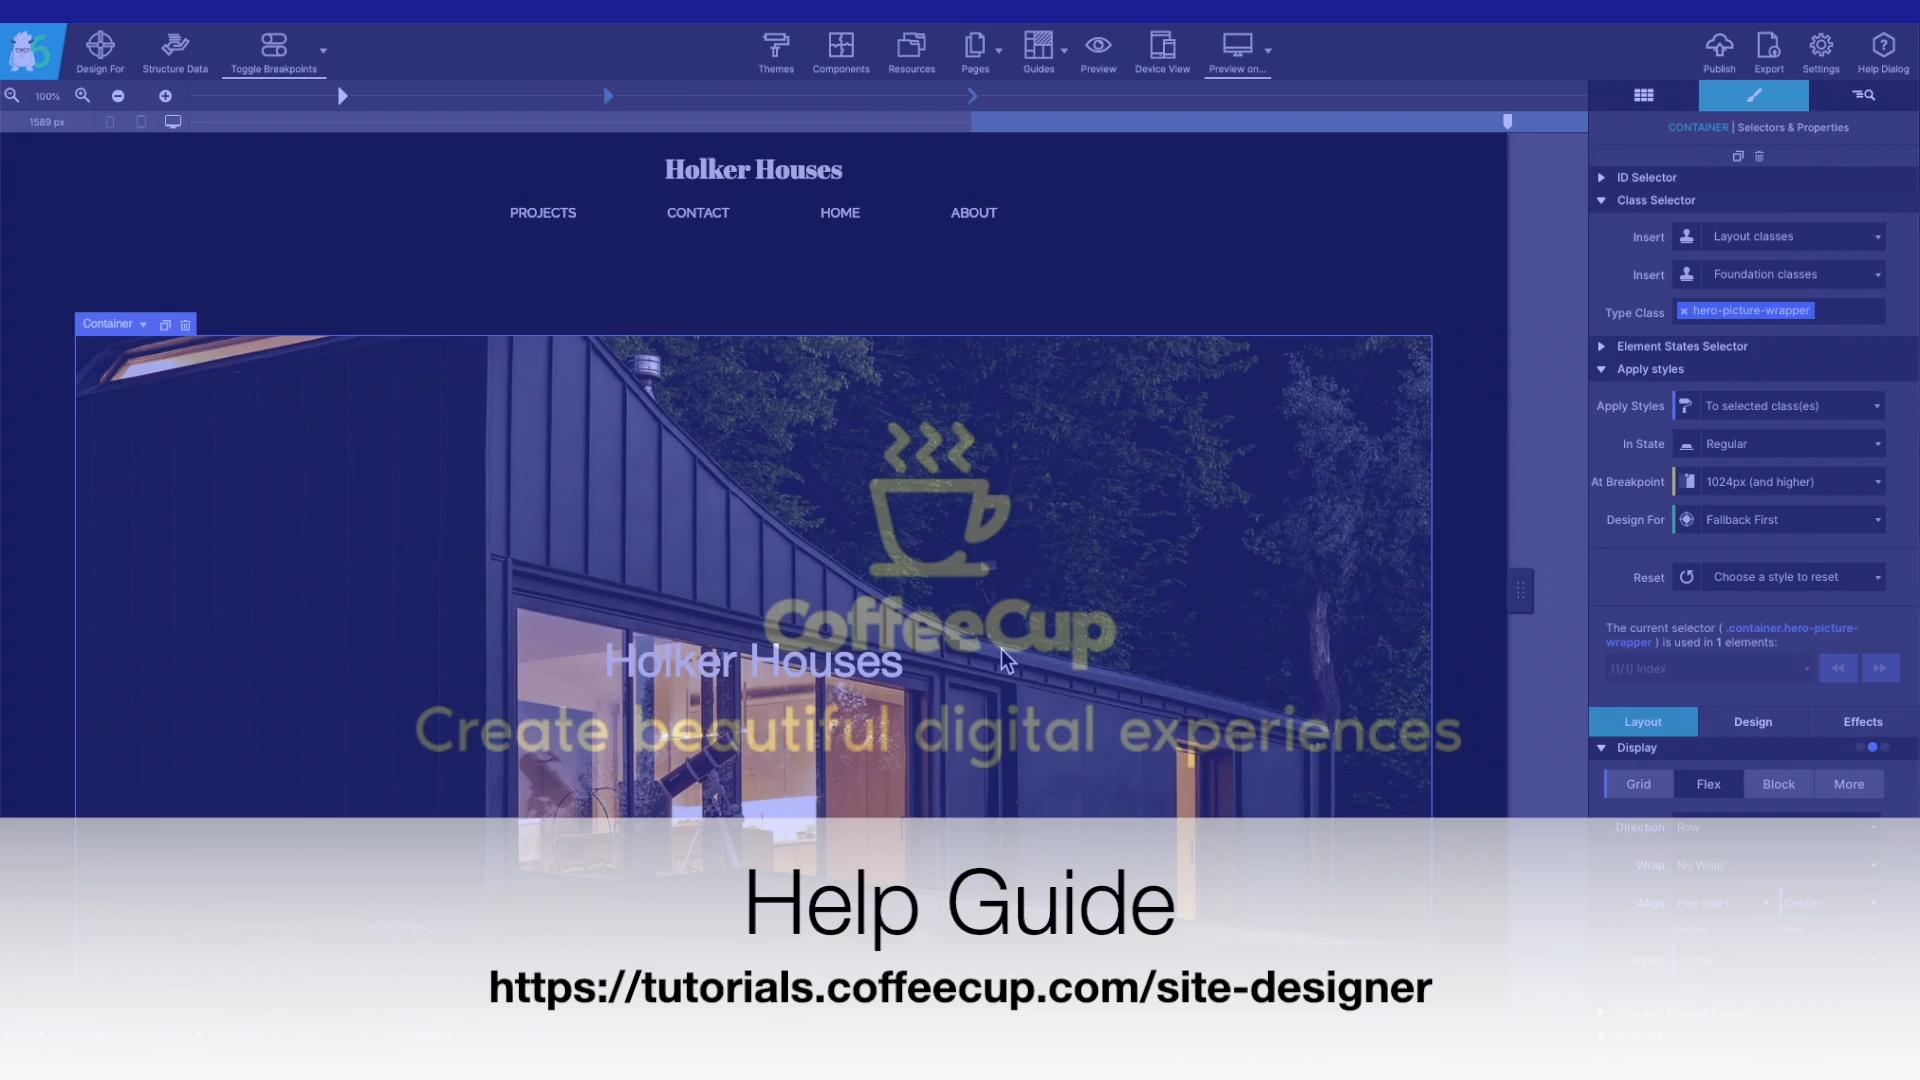 Design For
Structure Data
Toggle Breakpoints
Themes
Components
Resources
Pages
Guides
Preview
Device View
Preview on...
Publish
Export
Settings
Help Dialog
100%
1589 px
CONTAINER | Selectors & Properties
Holker Houses
PROJECTS
CONTACT
HOME
ABOUT
ID Selector
Class Selector
Insert Layout classes
Insert Foundation classes
Type Class hero-picture-wrapper
Container
Element States Selector
Apply styles
Apply Styles To selected class(es)
In State Regular
At Breakpoint 1024px (and higher)
Design For Fallback First
Reset Choose a style to reset
The current selector ( .container.hero-picture-
wrapper ) is used in 1 elements:
(1/1) Index
CoffeeCup
Holker Houses
Create beautiful digital experiences
Layout
Design
Effects
Display
Grid
Flex
Block
More
Direction Row
Wrap No Wrap
Align Flex Start Center
Justify Center
Help Guide
https://tutorials.coffeecup.com/site-designer